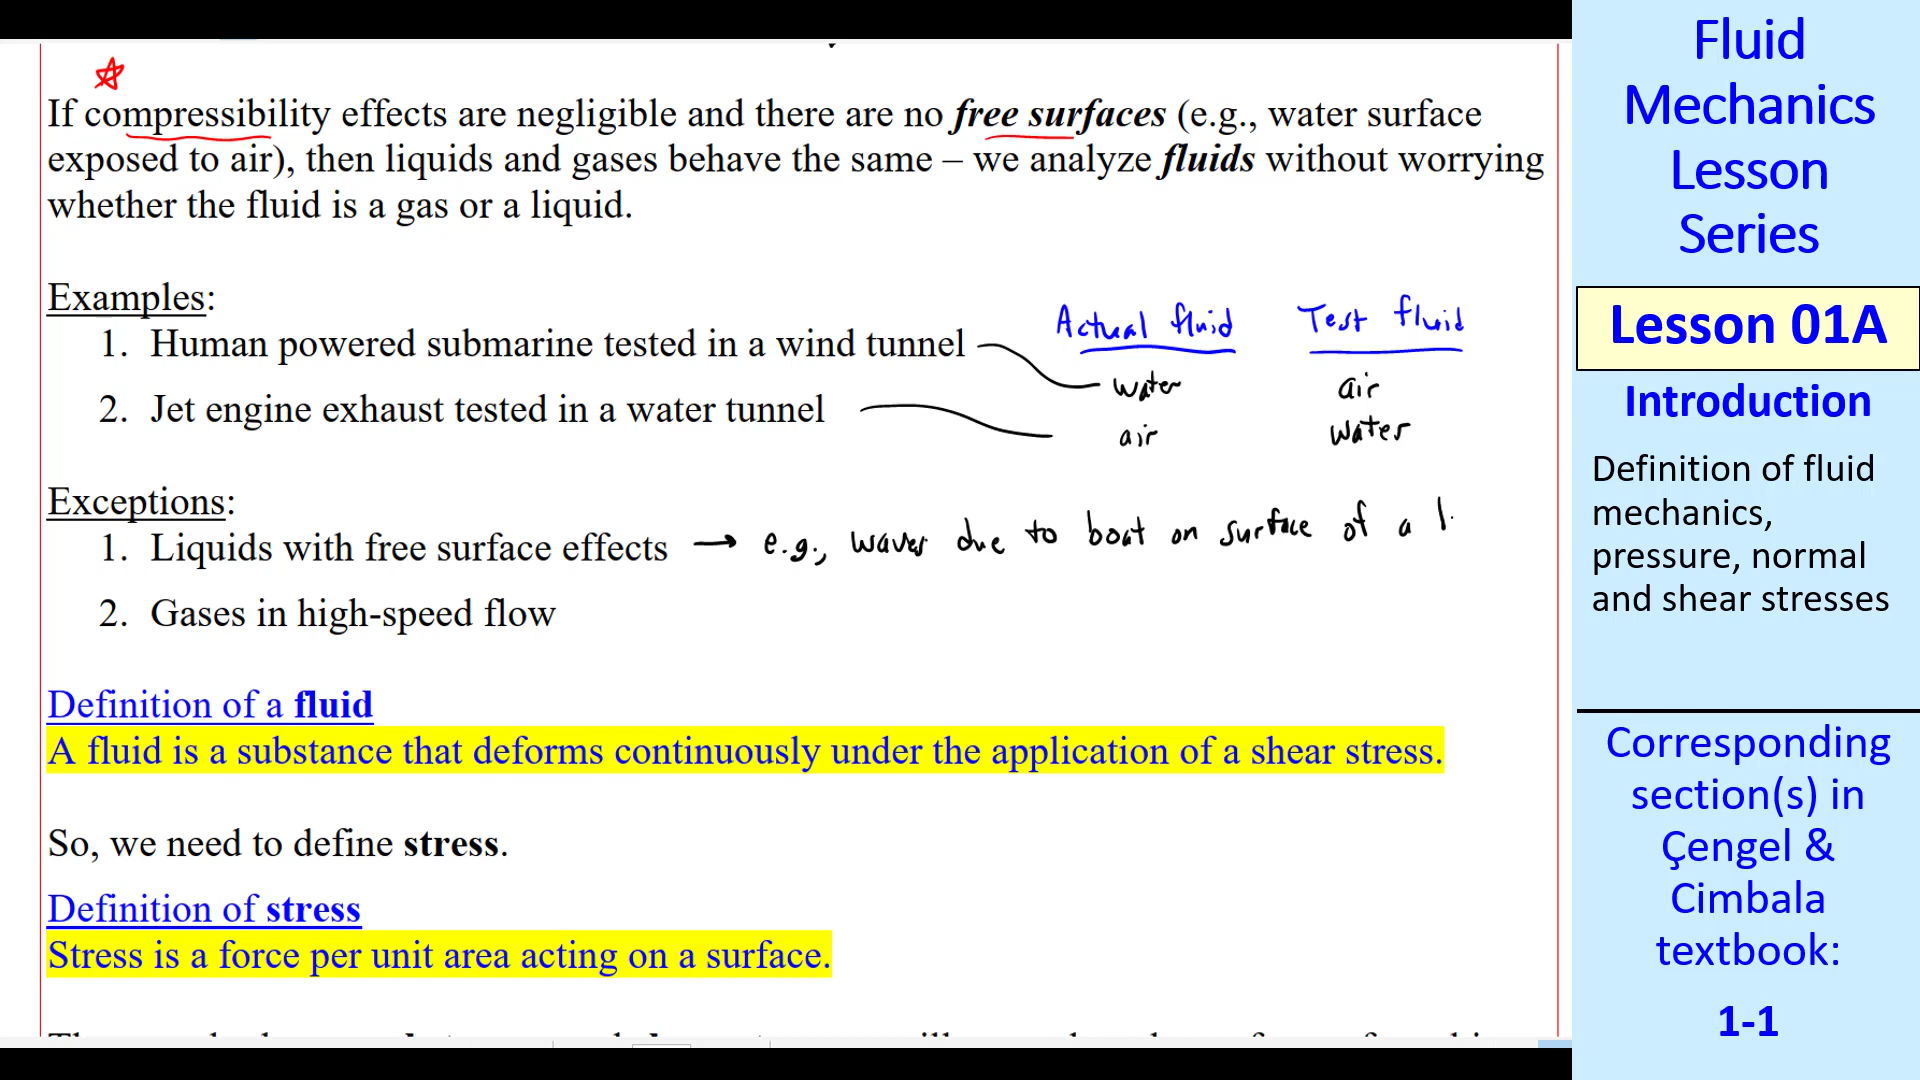 If compressibility effects are negligible and there are no free surfaces (e.g., water surface
exposed to air), then liquids and gases behave the same – we analyze fluids without worrying
whether the fluid is a gas or a liquid.
Examples:
Actual fluid Test fluid
1. Human powered submarine tested in a wind tunnel water air
2. Jet engine exhaust tested in a water tunnel air water
Exceptions:
1. Liquids with free surface effects → e.g., waves due to boat on surface of a
2. Gases in high-speed flow
Definition of a fluid
A fluid is a substance that deforms continuously under the application of a shear stress.
So, we need to define stress.
Definition of stress
Stress is a force per unit area acting on a surface.
Fluid
Mechanics
Lesson
Series
Lesson 01A
Introduction
Definition of fluid
mechanics,
pressure, normal
and shear stresses
Corresponding
section(s) in
Çengel &
Cimbala
textbook:
1-1